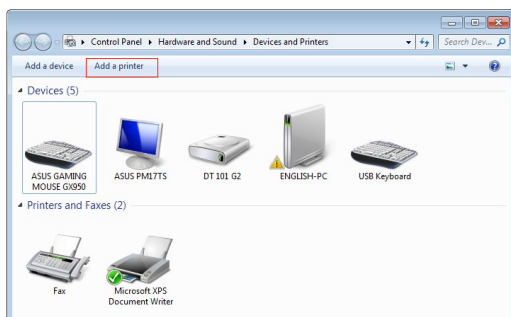 Control Panel ▸ Hardware and Sound ▸ Devices and Printers
Search Dev...
Add a device Add a printer
Devices (5)
ASUS GAMING MOUSE GX950
ASUS PM17TS
DT 101 G2
ENGLISH-PC
USB Keyboard
Printers and Faxes (2)
Fax
Microsoft XPS Document Writer